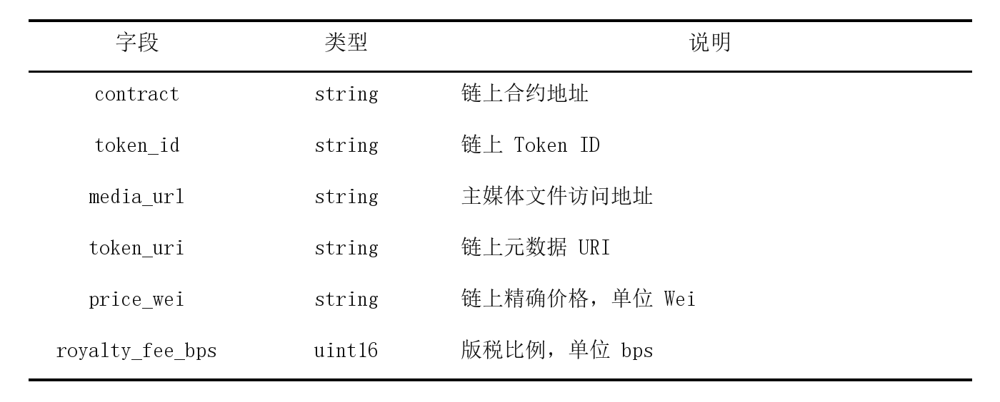 字段 类型 说明
contract string 链上合约地址
token_id string 链上 Token ID
media_url string 主媒体文件访问地址
token_uri string 链上元数据 URI
price_wei string 链上精确价格，单位 Wei
royalty_fee_bps uint16 版税比例，单位 bps